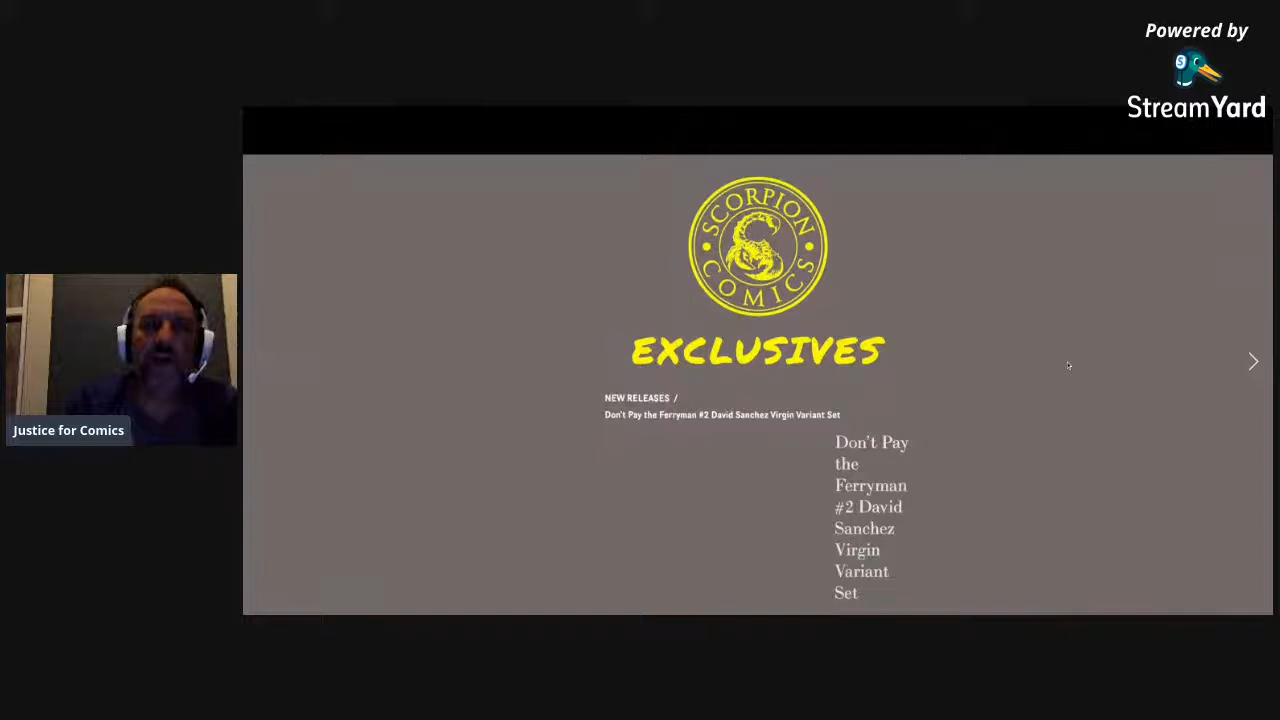 Powered by
S
StreamYard
SCORPION
COMICS
EXCLUSIVES
NEW RELEASES /
Don't Pay the Ferryman #2 David Sanchez Virgin Variant Set
Don't Pay
the
Ferryman
#2 David
Sanchez
Virgin
Variant
Set
Justice for Comics